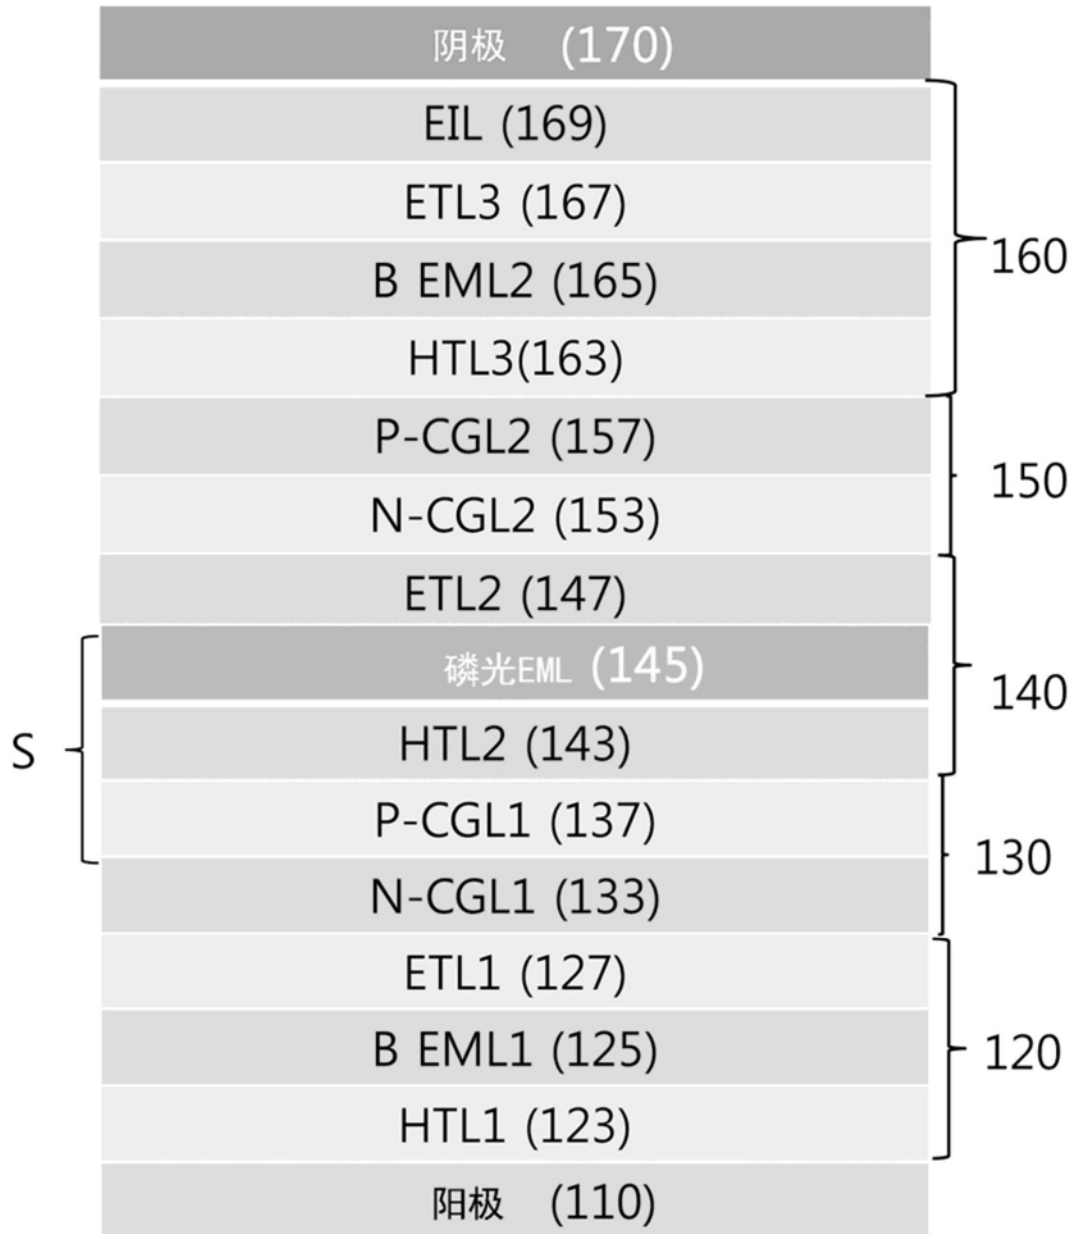 阴极 (170)
EIL (169)
ETL3 (167)
B EML2 (165)
160
HTL3(163)
P-CGL2 (157)
150
N-CGL2 (153)
ETL2 (147)
磷光EML (145)
140
S
HTL2 (143)
P-CGL1 (137)
130
N-CGL1 (133)
ETL1 (127)
B EML1 (125)
120
HTL1 (123)
阳极 (110)